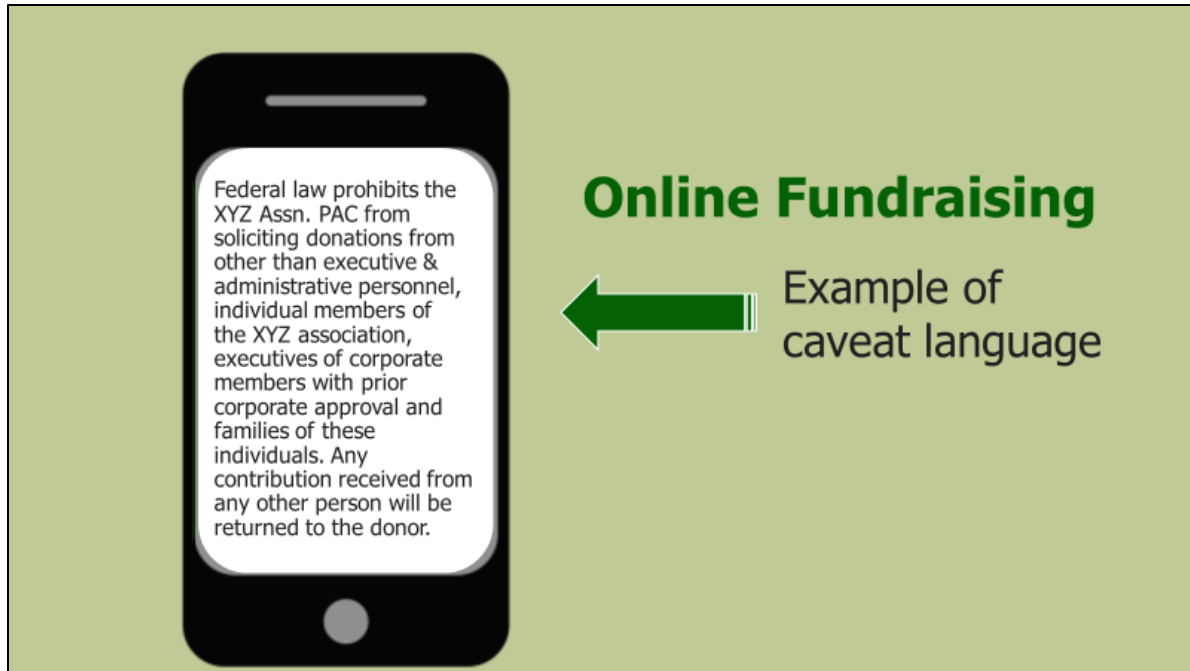 Federal law prohibits the
XYZ Assn. PAC from
soliciting donations from
other than executive &
administrative personnel,
individual members of
the XYZ association,
executives of corporate
members with prior
corporate approval and
families of these
individuals. Any
contribution received from
any other person will be
returned to the donor.
Online Fundraising
Example of
caveat language